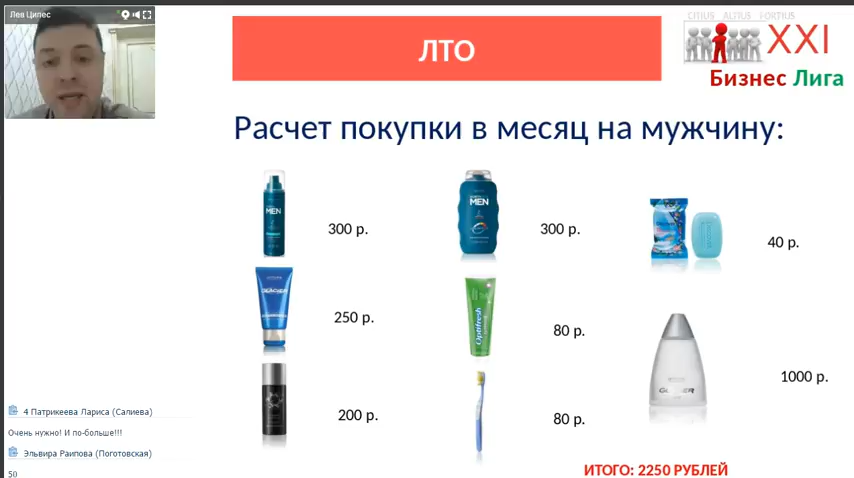 Лев Ципес
ЛТО
CITIUS ALTIUS FORTIUS
XXI
Бизнес Лига
Расчет покупки в месяц на мужчину:
MEN
300 р.
MEN
300 р.
40 р.
250 р.
Optifresh
80 р.
1000 р.
200 р.
80 р.
ИТОГО: 2250 РУБЛЕЙ
4 Патрикеева Лариса (Салиева)
Очень нужно! И по-больше!!!
Эльвира Раипова (Поготовская)
50